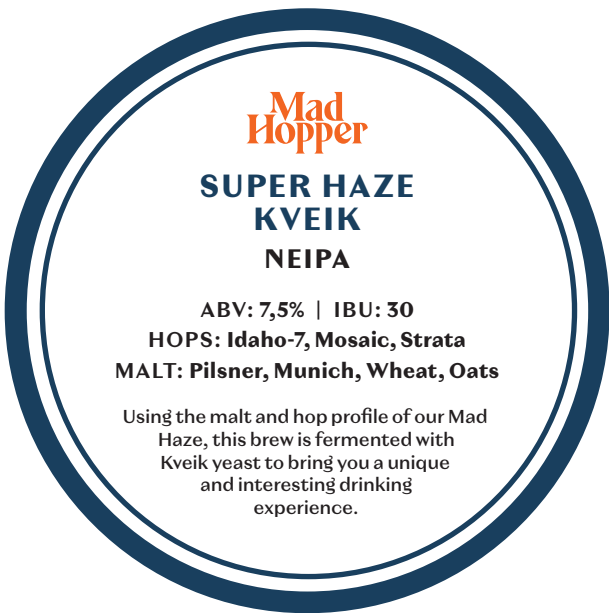 Mad
Hopper
SUPER HAZE
KVEIK
NEIPA
ABV: 7,5% | IBU: 30
HOPS: Idaho-7, Mosaic, Strata
MALT: Pilsner, Munich, Wheat, Oats
Using the malt and hop profile of our Mad
Haze, this brew is fermented with
Kveik yeast to bring you a unique
and interesting drinking
experience.